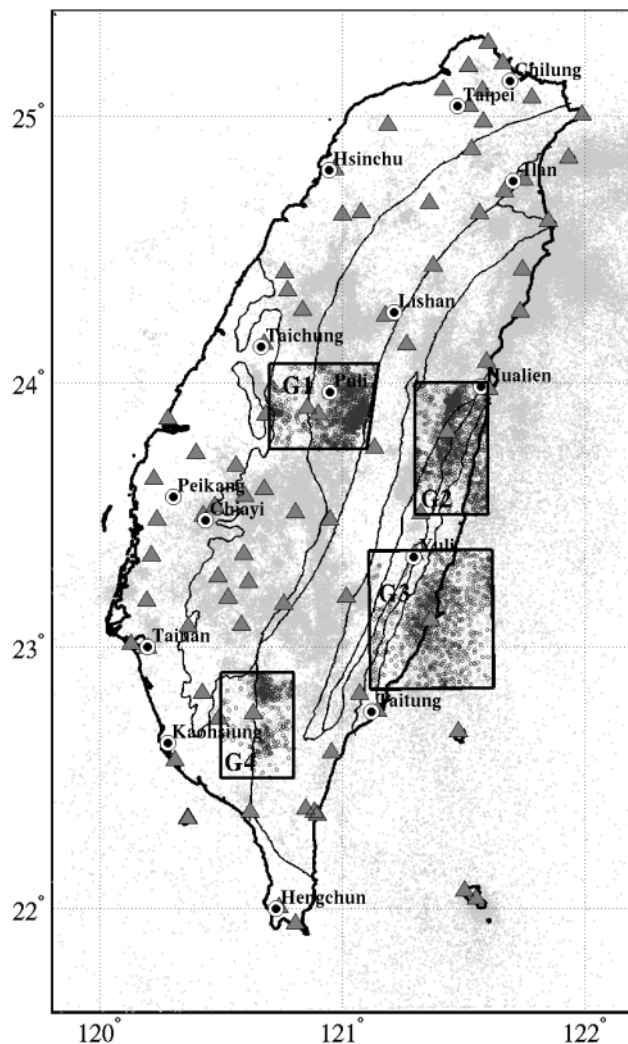 Chilung
25°
Taipei
Hsinchu
Ilan
Lishan
Taichung
24°
G1
Puli
Hualien
Peikang
G2
Chiayi
Yuli
G3
23°
Tainan
Taitung
Kaohsiung
G4
22°
Hengchun
120°
121°
122°